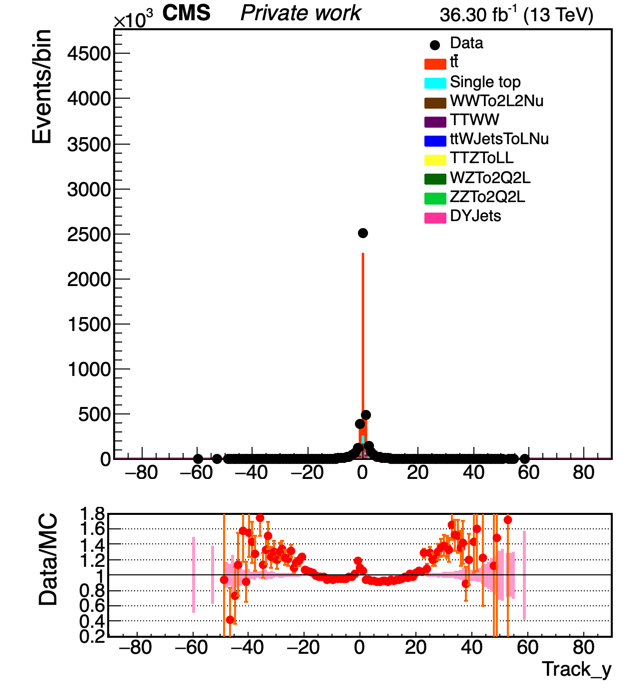 ×10³ CMS Private work 36.30 fb⁻¹ (13 TeV)
Events/bin
4500
4000
3500
3000
2500
2000
1500
1000
500
0
Data
tt̄
Single top
WWTo2L2Nu
TTWW
ttWJetsToLNu
TTZToLL
WZTo2Q2L
ZZTo2Q2L
DYJets
−80 −60 −40 −20 0 20 40 60 80
Data/MC
1.8
1.6
1.4
1.2
1
0.8
0.6
0.4
0.2
−80 −60 −40 −20 0 20 40 60 80
Track_y